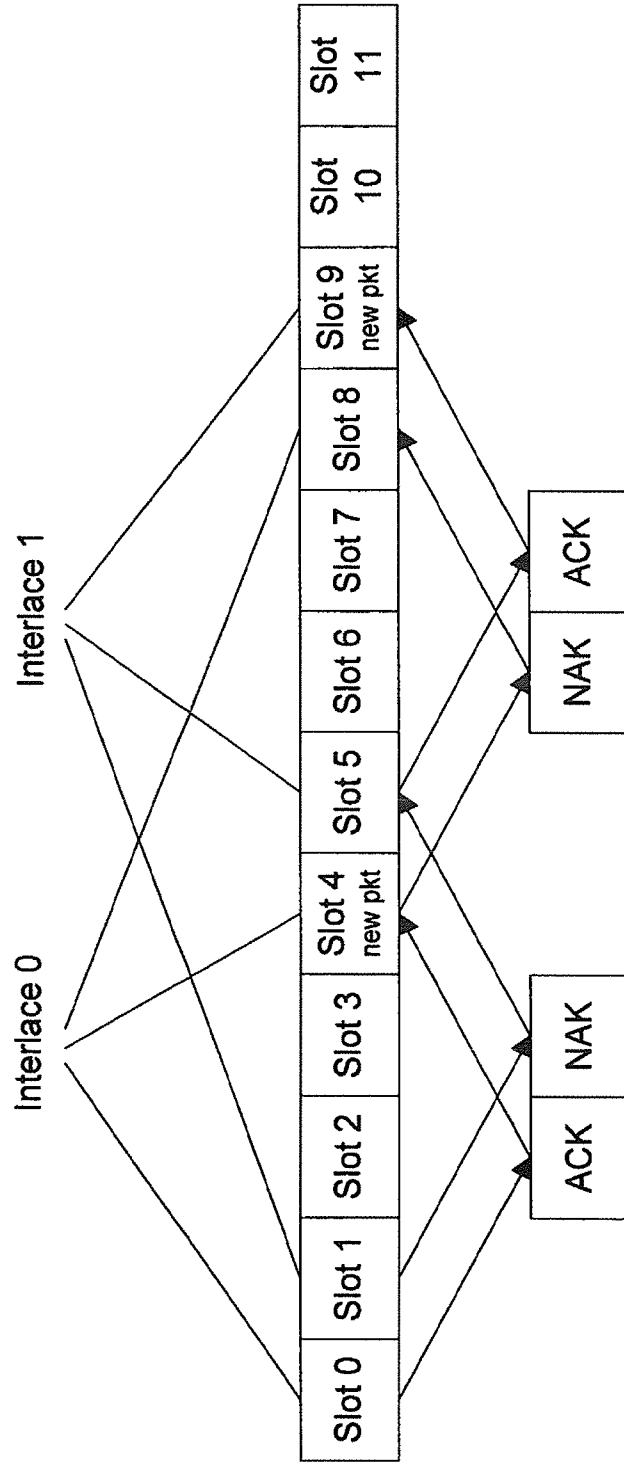 Interlace 0
Interlace 1
Slot 0
Slot 1
Slot 2
Slot 3
Slot 4
new pkt
Slot 5
Slot 6
Slot 7
Slot 8
Slot 9
new pkt
Slot
10
Slot
11
ACK
NAK
NAK
ACK